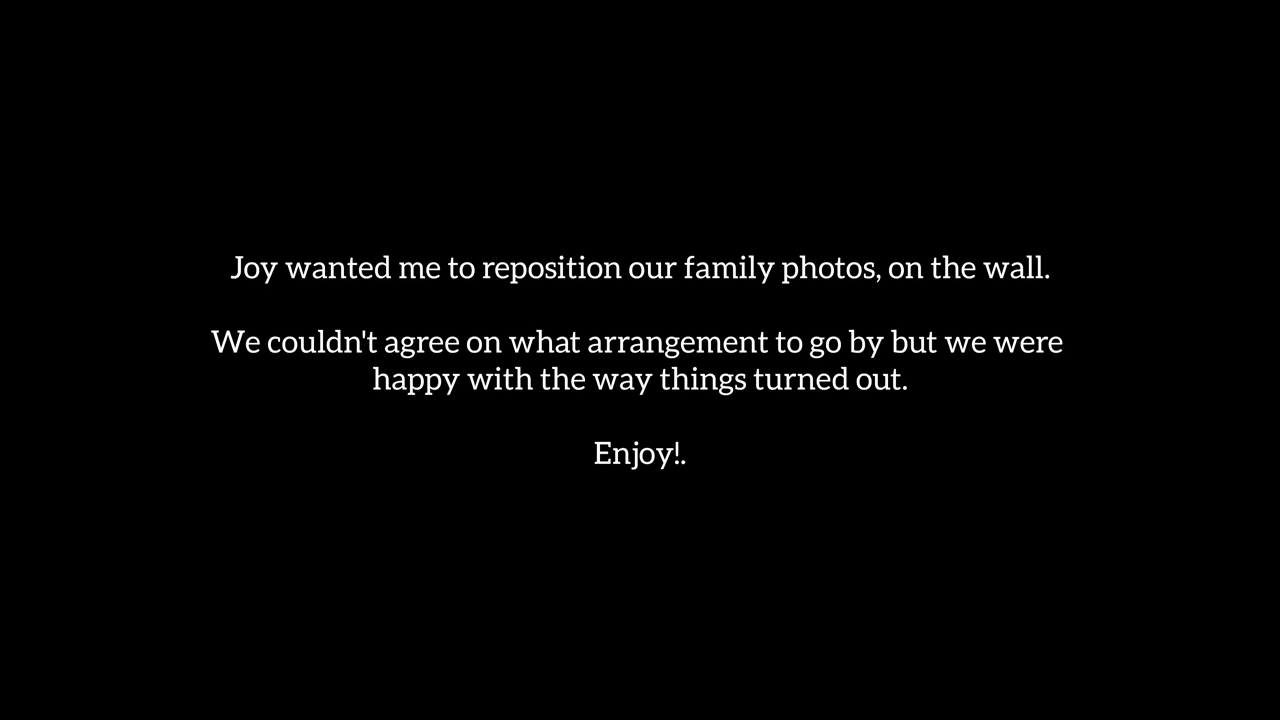 Joy wanted me to reposition our family photos, on the wall.
We couldn't agree on what arrangement to go by but we were
happy with the way things turned out.
Enjoy!.